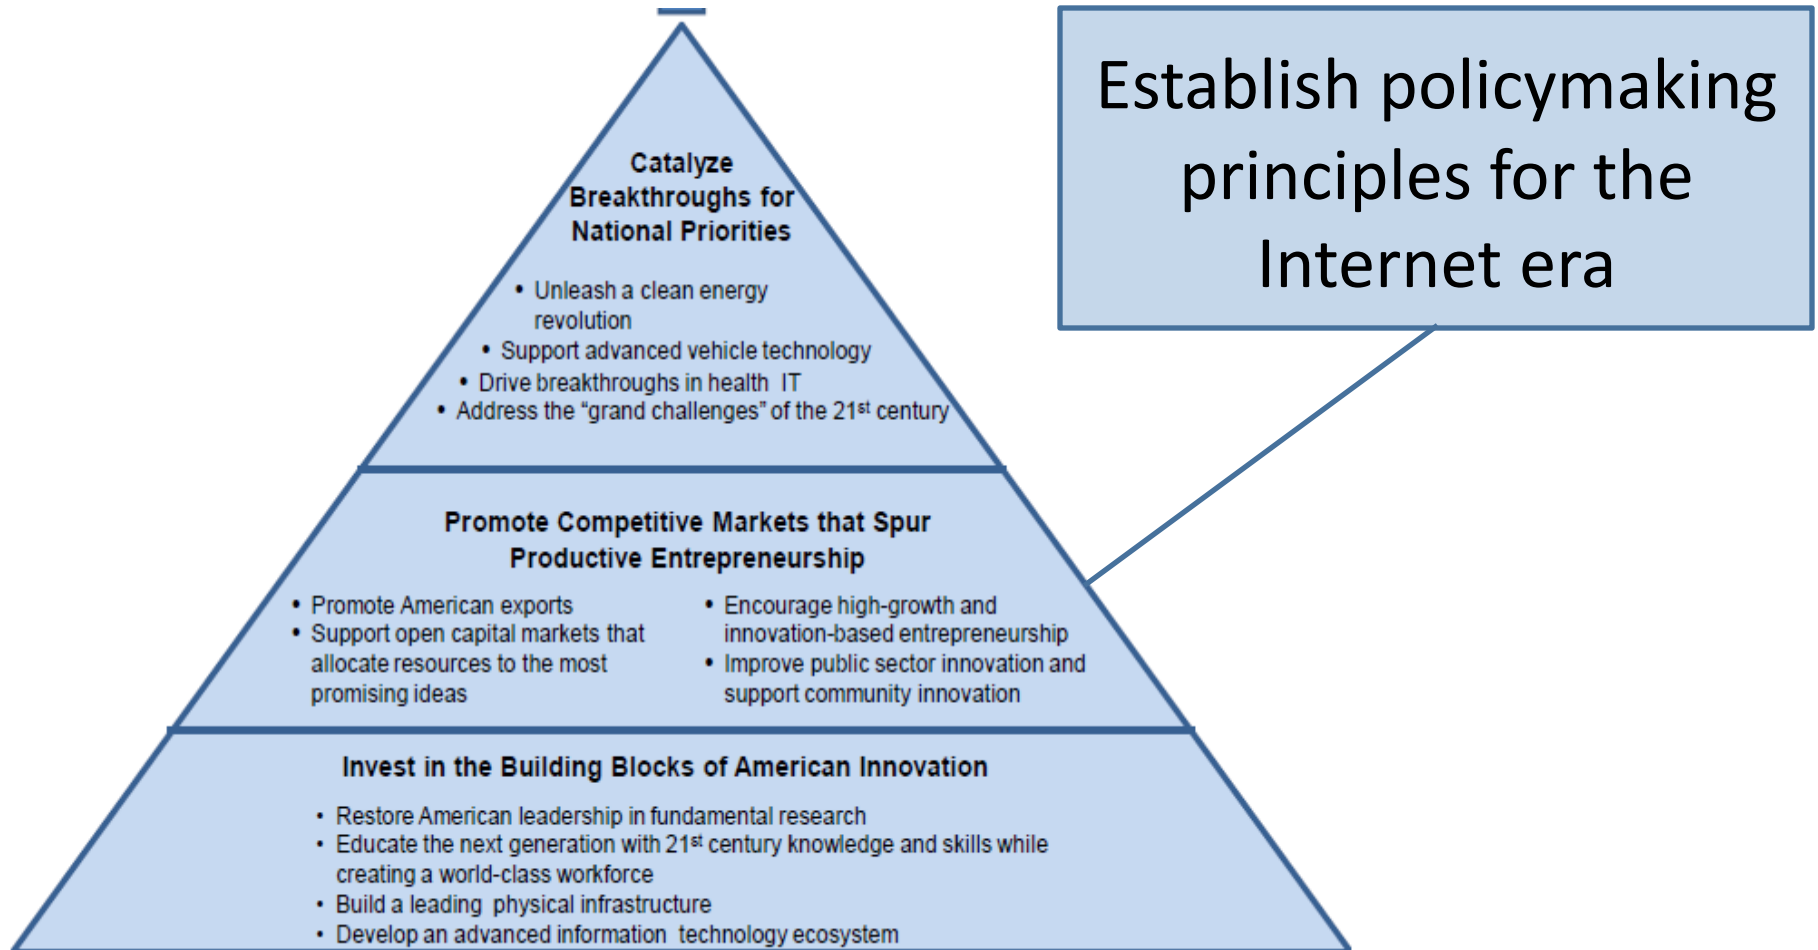 Establish policymaking
principles for the
Internet era
Catalyze
Breakthroughs for
National Priorities
• Unleash a clean energy
revolution
• Support advanced vehicle technology
• Drive breakthroughs in health IT
• Address the “grand challenges” of the 21st century
Promote Competitive Markets that Spur
Productive Entrepreneurship
• Promote American exports
• Support open capital markets that
allocate resources to the most
promising ideas
• Encourage high-growth and
innovation-based entrepreneurship
• Improve public sector innovation and
support community innovation
Invest in the Building Blocks of American Innovation
• Restore American leadership in fundamental research
• Educate the next generation with 21st century knowledge and skills while
creating a world-class workforce
• Build a leading physical infrastructure
• Develop an advanced information technology ecosystem